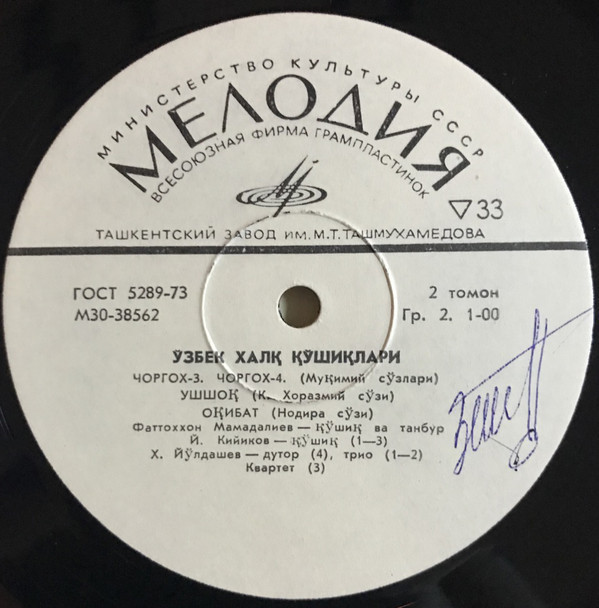 МИНИСТЕРСТВО КУЛЬТУРЫ СССР
МЕЛОДИЯ
ВСЕСОЮЗНАЯ ФИРМА ГРАМПЛАСТИНОК
33
ТАШКЕНТСКИЙ ЗАВОД ИМ. М.Т. ТАШМУХАМЕДОВА
ГОСТ 5289-73
2 томон
М30-38562
Гр. 2. 1-00
ЎЗБЕК ХАЛҚ ҚЎШИҚЛАРИ
ЧОРГОХ-3. ЧОРГОХ-4. (Муқимий сўзлари)
УШШОҚ (К. Хоразмий сўзи)
ОҚИБАТ (Нодира сўзи)
Фаттоххон Мамадалиев — қўшиқ ва танбур
Й. Кийиков — қўшиқ (1—3)
Х. Йўлдашев — дутор (4), трио (1—2)
Квартет (3)